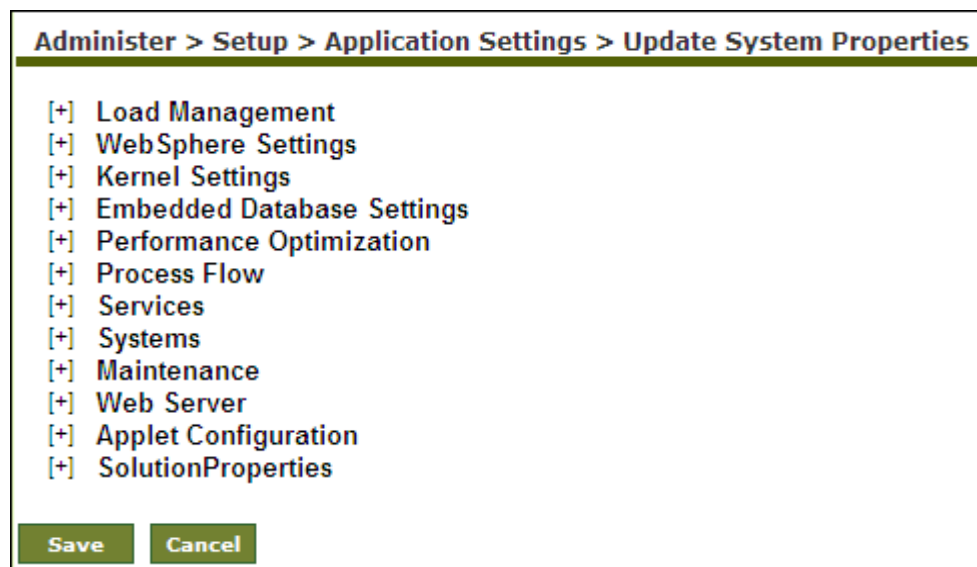 Administer > Setup > Application Settings > Update System Properties
[+] Load Management
[+] WebSphere Settings
[+] Kernel Settings
[+] Embedded Database Settings
[+] Performance Optimization
[+] Process Flow
[+] Services
[+] Systems
[+] Maintenance
[+] Web Server
[+] Applet Configuration
[+] SolutionProperties
Save Cancel